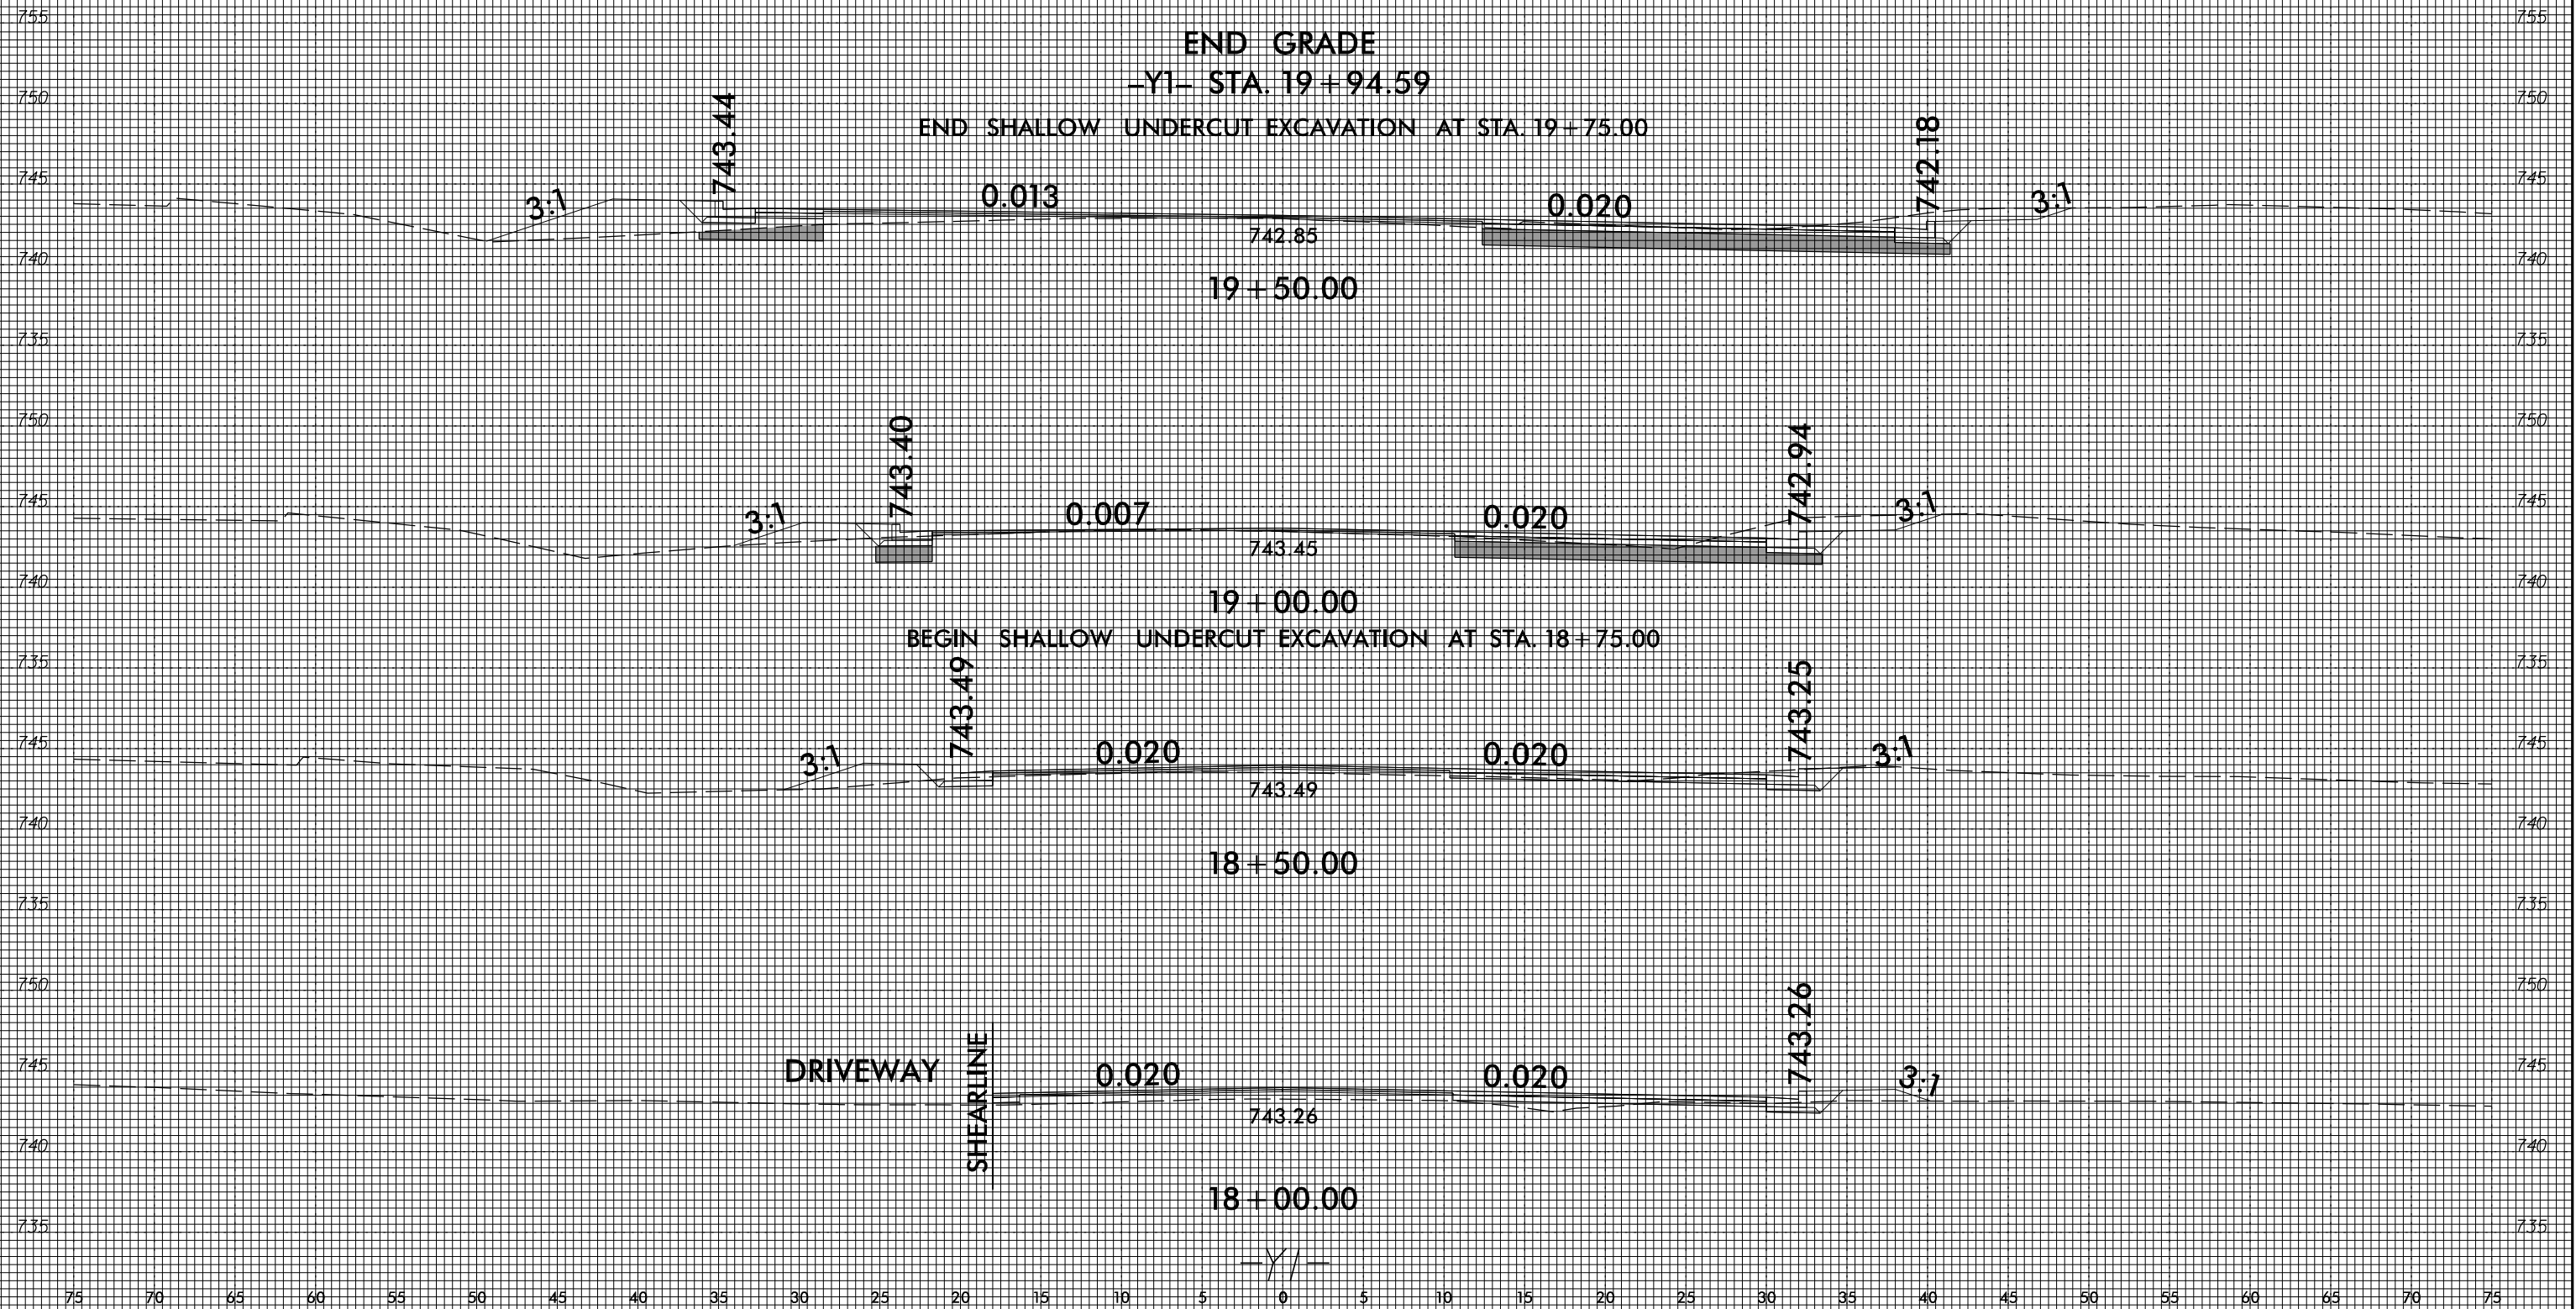 755 755
END GRADE
–Y1– STA. 19+94.59
750 750
END SHALLOW UNDERCUT EXCAVATION AT STA. 19+75.00
743.44 742.18
745 745
3:1 0.013 0.020 3:1
742.85
740 740
19+50.00
735 735
750 750
743.40 742.94
745 745
3:1 0.007 0.020 3:1
743.45
740 740
19+00.00
BEGIN SHALLOW UNDERCUT EXCAVATION AT STA. 18+75.00
735 735
743.49 743.25
745 745
3:1 0.020 0.020 3:1
743.49
740 740
18+50.00
735 735
750 750
743.26
745 745
DRIVEWAY SHEARLINE 0.020 0.020 3:1
743.26
740 740
18+00.00
735 735
–Y1–
75 70 65 60 55 50 45 40 35 30 25 20 15 10 5 0 5 10 15 20 25 30 35 40 45 50 55 60 65 70 75